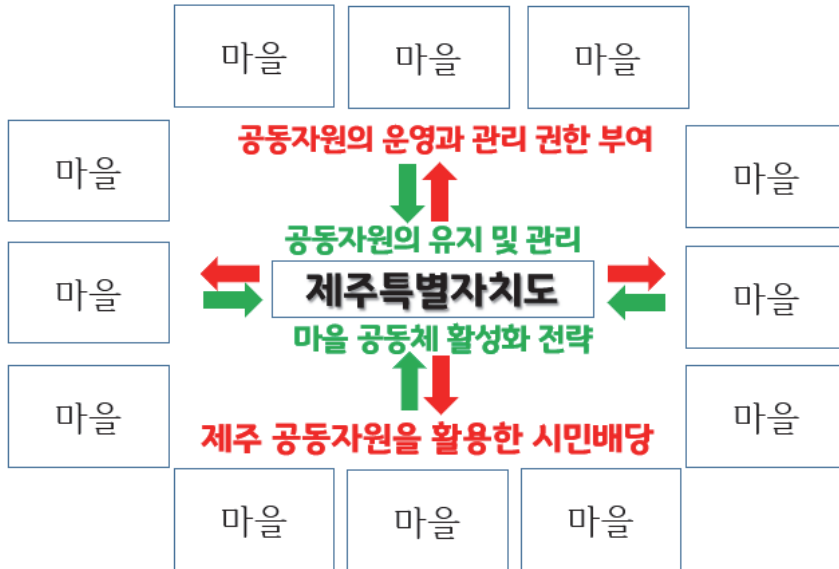 마을 마을 마을
공동자원의 운영과 관리 권한 부여
마을 마을
공동자원의 유지 및 관리
마을 제주특별자치도 마을
마을 공동체 활성화 전략
마을 마을
제주 공동자원을 활용한 시민배당
마을 마을 마을